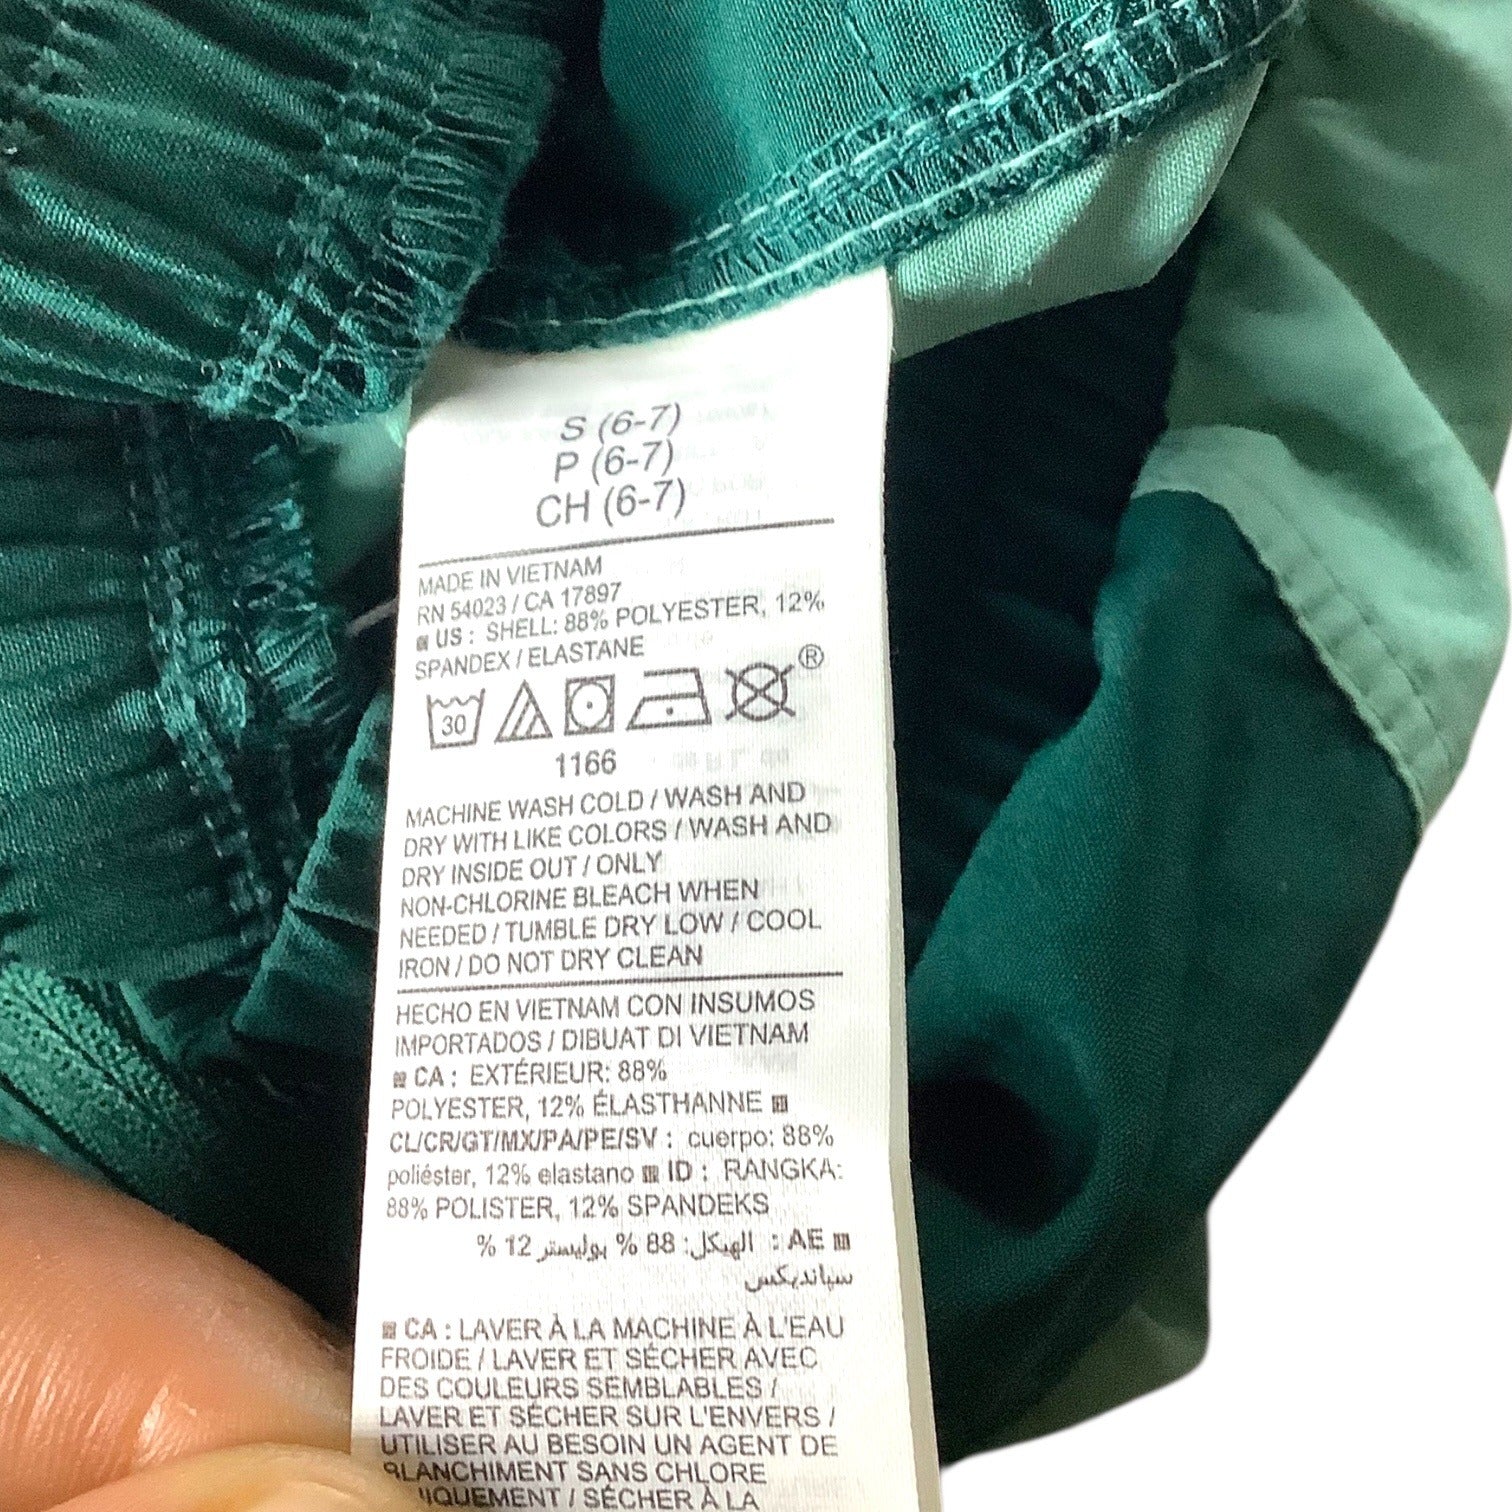 S (6-7)
P (6-7)
CH (6-7)
MADE IN VIETNAM
RN 54023 / CA 17897
US : SHELL: 88% POLYESTER, 12%
SPANDEX / ELASTANE
30 ®
1166
MACHINE WASH COLD / WASH AND
DRY WITH LIKE COLORS / WASH AND
DRY INSIDE OUT / ONLY
NON-CHLORINE BLEACH WHEN
NEEDED / TUMBLE DRY LOW / COOL
IRON / DO NOT DRY CLEAN
HECHO EN VIETNAM CON INSUMOS
IMPORTADOS / DIBUAT DI VIETNAM
CA : EXTÉRIEUR: 88%
POLYESTER, 12% ÉLASTHANNE
CL/CR/GT/MX/PA/PE/SV : cuerpo: 88%
poliéster, 12% elastano ID : RANGKA:
88% POLISTER, 12% SPANDEKS
AE : الهيكل: 88 % بوليستر 12 %
سباندیكس
CA : LAVER À LA MACHINE À L'EAU
FROIDE / LAVER ET SÉCHER AVEC
DES COULEURS SEMBLABLES /
LAVER ET SÉCHER SUR L'ENVERS /
UTILISER AU BESOIN UN AGENT DE
BLANCHIMENT SANS CHLORE
/ SÉCHER À LA